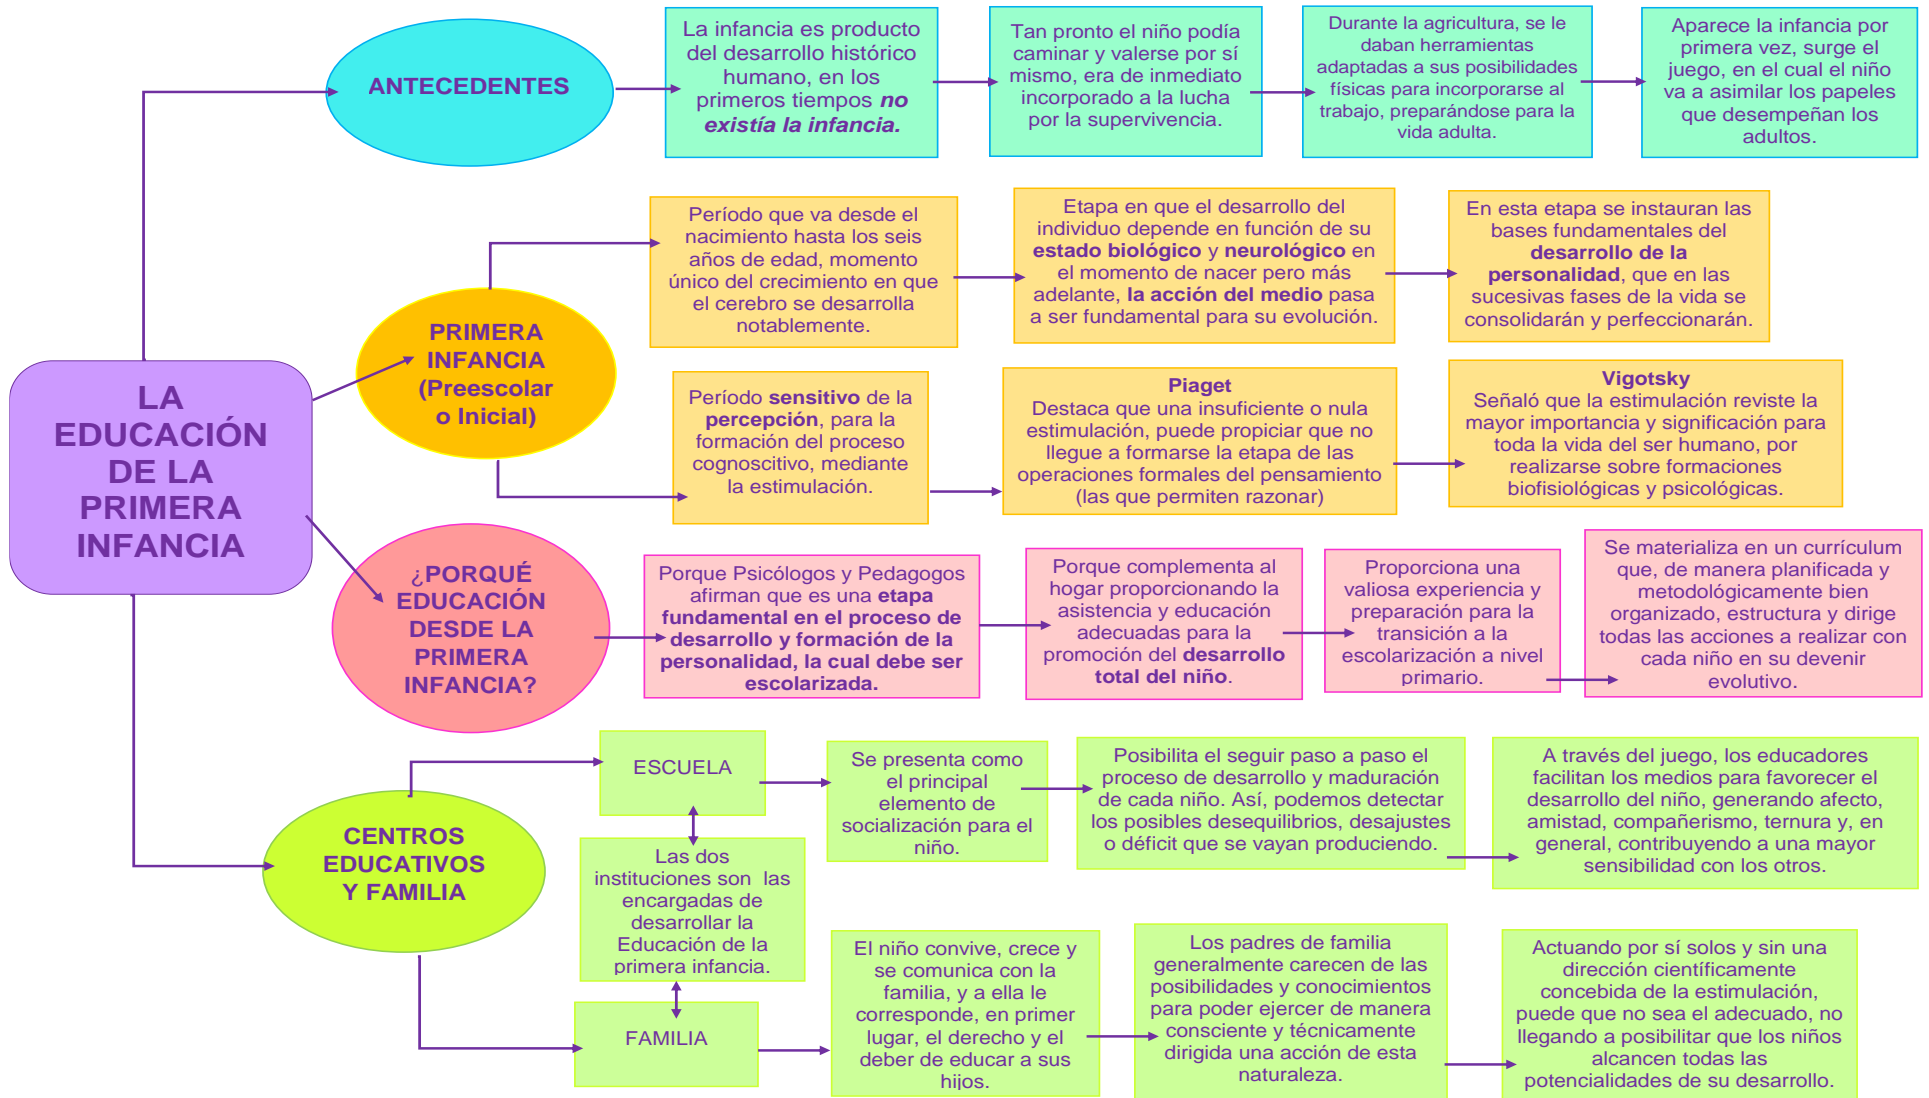 LA
EDUCACIÓN
DE LA
PRIMERA
INFANCIA
ANTECEDENTES
La infancia es producto
del desarrollo histórico
humano, en los
primeros tiempos no
existía la infancia.
Tan pronto el niño podía
caminar y valerse por sí
mismo, era de inmediato
incorporado a la lucha
por la supervivencia.
Durante la agricultura, se le
daban herramientas
adaptadas a sus posibilidades
físicas para incorporarse al
trabajo, preparándose para la
vida adulta.
Aparece la infancia por
primera vez, surge el
juego, en el cual el niño
va a asimilar los papeles
que desempeñan los
adultos.
PRIMERA
INFANCIA
(Preescolar
o Inicial)
Período que va desde el
nacimiento hasta los seis
años de edad, momento
único del crecimiento en que
el cerebro se desarrolla
notablemente.
Etapa en que el desarrollo del
individuo depende en función de su
estado biológico y neurológico en
el momento de nacer pero más
adelante, la acción del medio pasa
a ser fundamental para su evolución.
En esta etapa se instauran las
bases fundamentales del
desarrollo de la
personalidad, que en las
sucesivas fases de la vida se
consolidarán y perfeccionarán.
Período sensitivo de la
percepción, para la
formación del proceso
cognoscitivo, mediante
la estimulación.
Piaget
Destaca que una insuficiente o nula
estimulación, puede propiciar que no
llegue a formarse la etapa de las
operaciones formales del pensamiento
(las que permiten razonar)
Vigotsky
Señaló que la estimulación reviste la
mayor importancia y significación para
toda la vida del ser humano, por
realizarse sobre formaciones
biofisiológicas y psicológicas.
¿PORQUÉ
EDUCACIÓN
DESDE LA
PRIMERA
INFANCIA?
Porque Psicólogos y Pedagogos
afirman que es una etapa
fundamental en el proceso de
desarrollo y formación de la
personalidad, la cual debe ser
escolarizada.
Porque complementa al
hogar proporcionando la
asistencia y educación
adecuadas para la
promoción del desarrollo
total del niño.
Proporciona una
valiosa experiencia y
preparación para la
transición a la
escolarización a nivel
primario.
Se materializa en un currículum
que, de manera planificada y
metodológicamente bien
organizado, estructura y dirige
todas las acciones a realizar con
cada niño en su devenir
evolutivo.
CENTROS
EDUCATIVOS
Y FAMILIA
ESCUELA
Se presenta como
el principal
elemento de
socialización para el
niño.
Posibilita el seguir paso a paso el
proceso de desarrollo y maduración
de cada niño. Así, podemos detectar
los posibles desequilibrios, desajustes
o déficit que se vayan produciendo.
A través del juego, los educadores
facilitan los medios para favorecer el
desarrollo del niño, generando afecto,
amistad, compañerismo, ternura y, en
general, contribuyendo a una mayor
sensibilidad con los otros.
Las dos
instituciones son las
encargadas de
desarrollar la
Educación de la
primera infancia.
FAMILIA
El niño convive, crece y
se comunica con la
familia, y a ella le
corresponde, en primer
lugar, el derecho y el
deber de educar a sus
hijos.
Los padres de familia
generalmente carecen de las
posibilidades y conocimientos
para poder ejercer de manera
consciente y técnicamente
dirigida una acción de esta
naturaleza.
Actuando por sí solos y sin una
dirección científicamente
concebida de la estimulación,
puede que no sea el adecuado, no
llegando a posibilitar que los niños
alcancen todas las
potencialidades de su desarrollo.